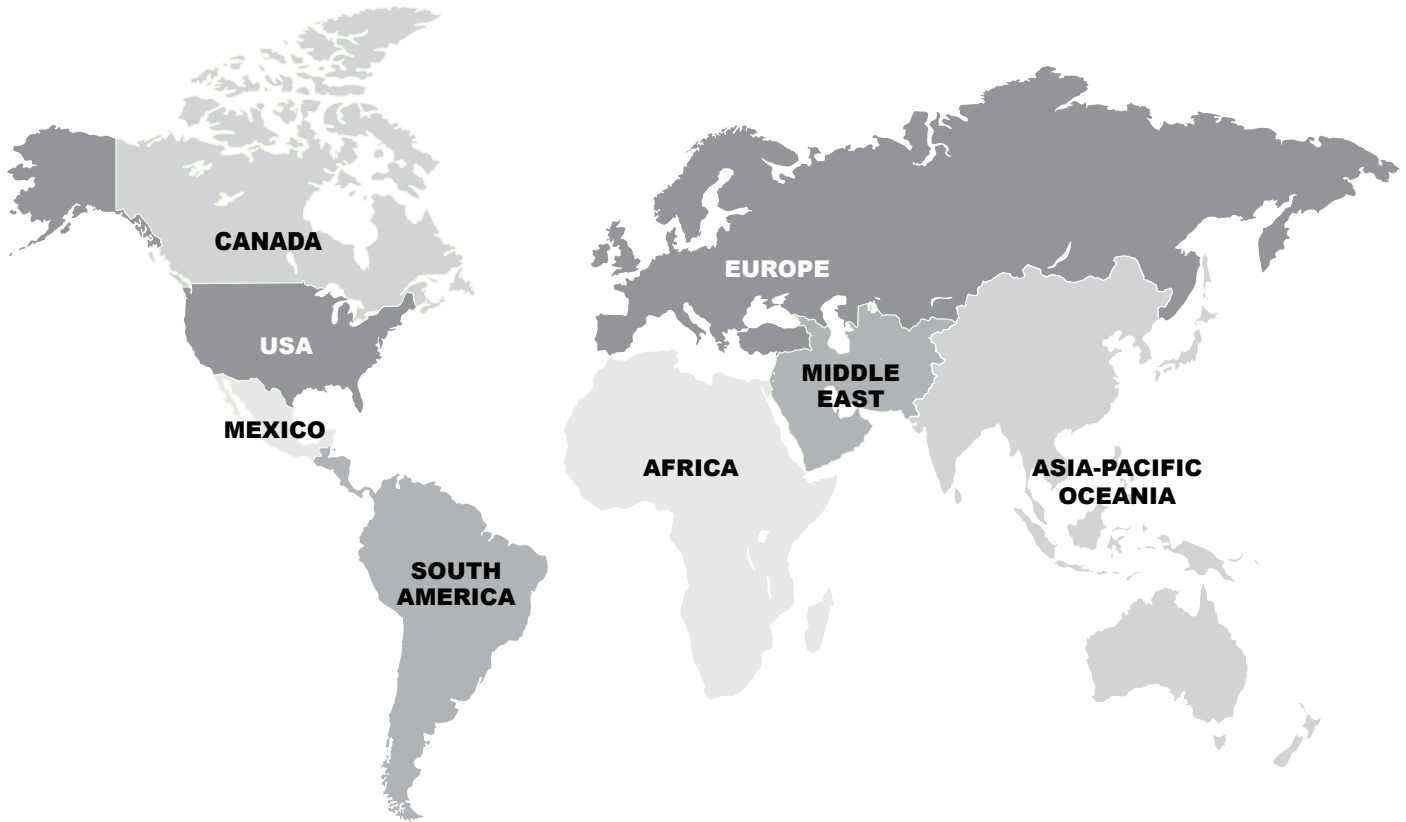 CANADA
EUROPE
USA
MIDDLE
EAST
MEXICO
AFRICA
ASIA-PACIFIC
OCEANIA
SOUTH
AMERICA